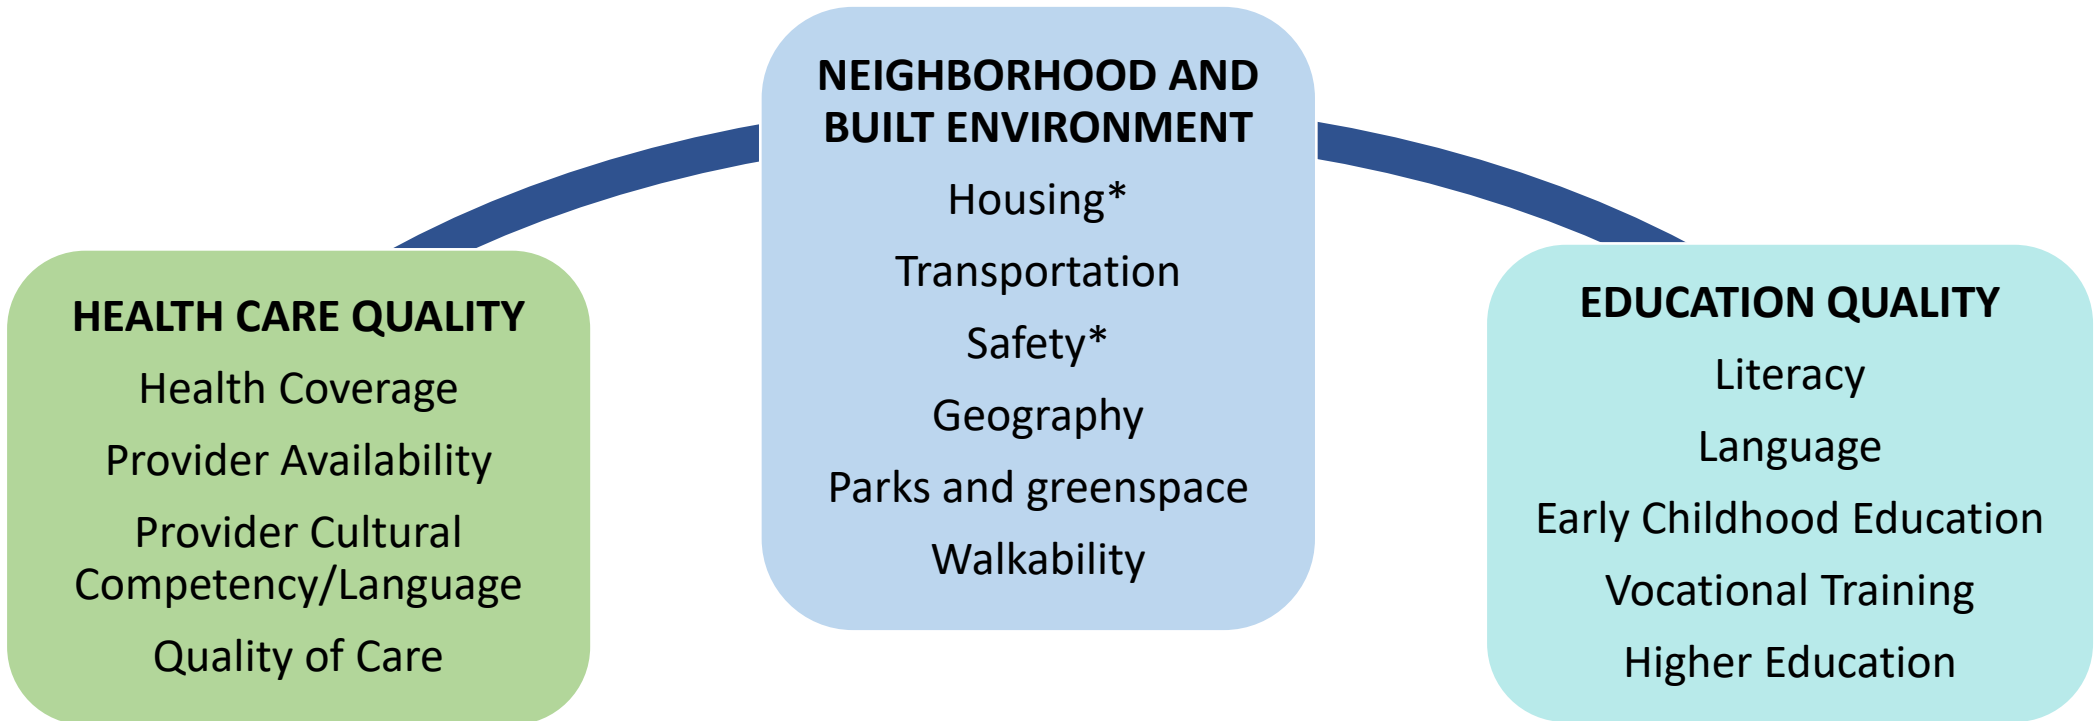 NEIGHBORHOOD AND
BUILT ENVIRONMENT
Housing*
Transportation
Safety*
Geography
Parks and greenspace
Walkability
HEALTH CARE QUALITY
Health Coverage
Provider Availability
Provider Cultural
Competency/Language
Quality of Care
EDUCATION QUALITY
Literacy
Language
Early Childhood Education
Vocational Training
Higher Education